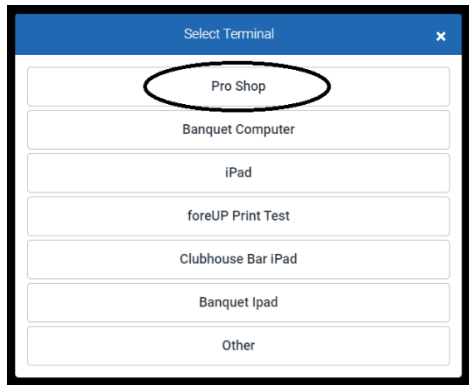 Select Terminal ×
Pro Shop
Banquet Computer
iPad
foreUP Print Test
Clubhouse Bar iPad
Banquet Ipad
Other